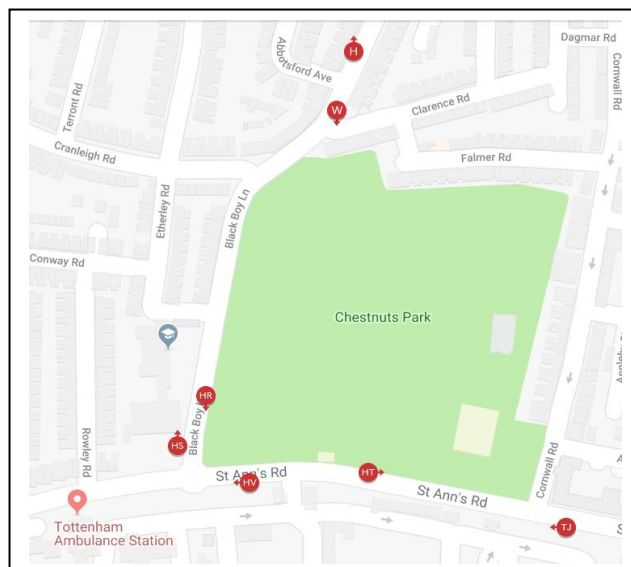 Dagmar Rd
Cornwall Rd
H
Abbotsford Ave
Terront Rd
W
Clarence Rd
Cranleigh Rd
Falmer Rd
Etherley Rd
Black Boy Ln
Conway Rd
Chestnuts Park
HR
Black Boy
HS
Rowley Rd
St Ann's Rd
HT
HV
St Ann's Rd
Cornwall Rd
TJ
Tottenham
Ambulance Station